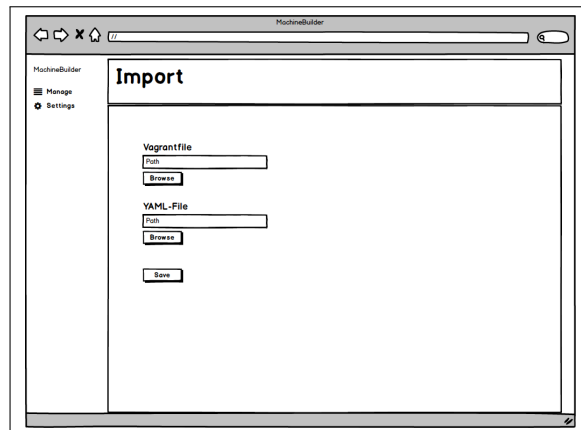 MachineBuilder
//
MachineBuilder
Manage
Settings
Import
Vagrantfile
Path
Browse
YAML-File
Path
Browse
Save